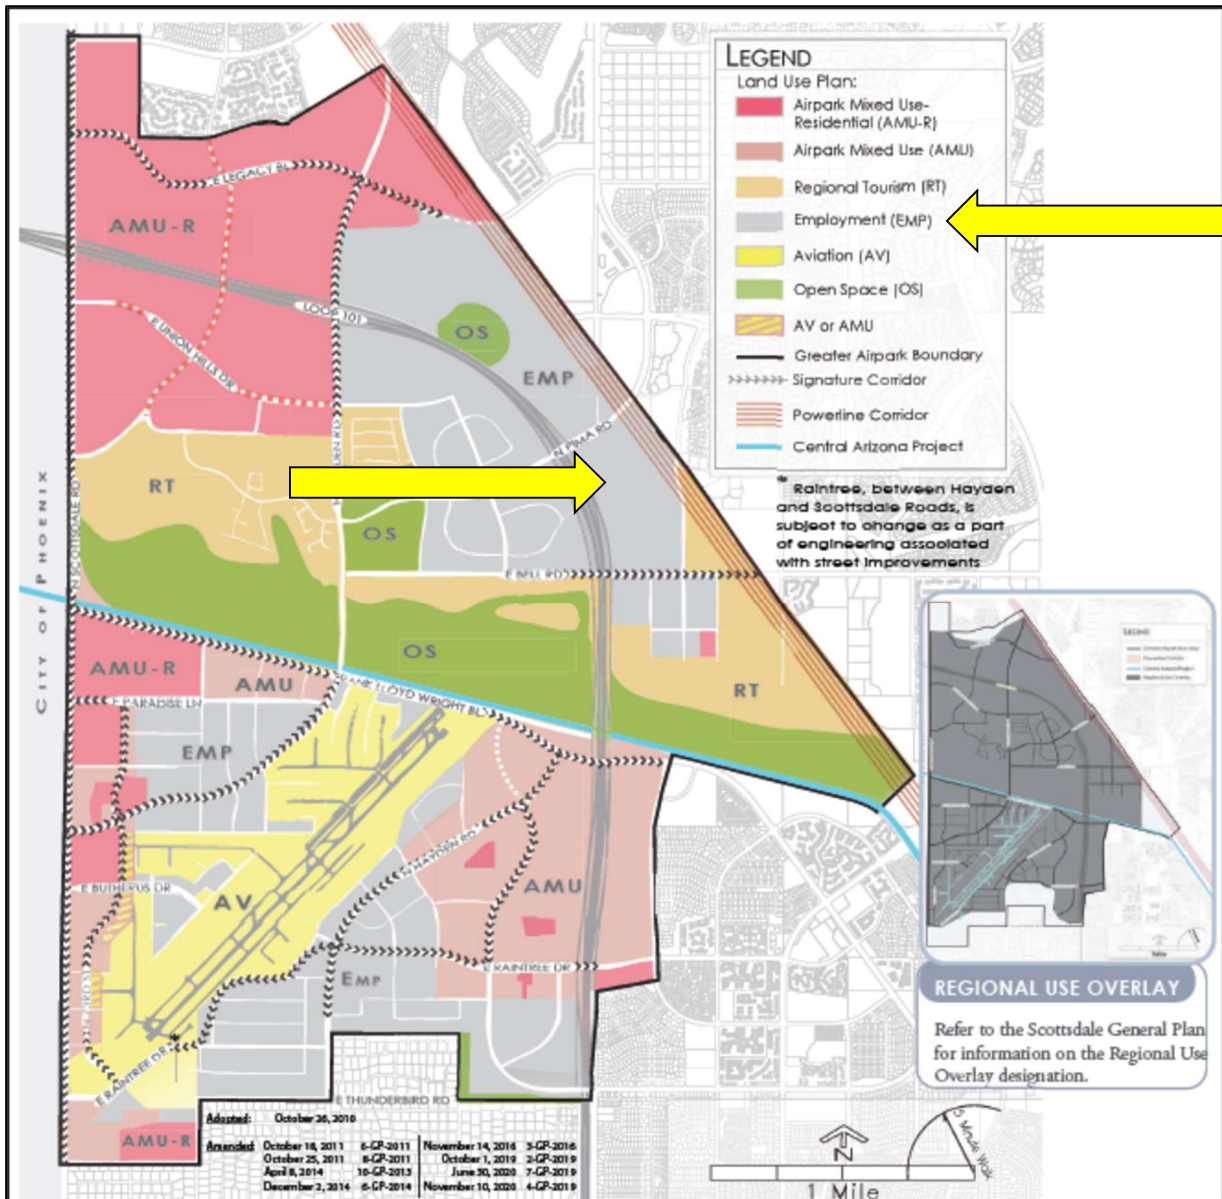 LEGEND
Land Use Plan:
Airpark Mixed Use-
Residential (AMU-R)
Airpark Mixed Use (AMU)
Regional Tourism (RT)
Employment (EMP)
Aviation (AV)
Open Space (OS)
AV or AMU
Greater Airpark Boundary
Signature Corridor
Powerline Corridor
Central Arizona Project
* Raintree, between Hayden
and Scottsdale Roads, is
subject to change as a part
of engineering associated
with street improvements
E LEGACY BL
AMU-R
LOOP 101
OS
E UNION HILLS DR
EMP
N PIMA RD
DEN RD
RT
OS
CITY OF PHOENIX
N SCOTTSDALE RD
E BELL RD
OS
AMU-R
AMU
RT
LOYD WRIGHT BL
E PARADISE LN
EMP
N HAYDEN RD
E BUTHERUS DR
AV
AMU
E RAINTREE DR
EMP
E RAINTREE DR
E THUNDERBIRD RD
AMU-R
Adopted: October 26, 2010
Amended: October 18, 2011 6-GP-2011 November 14, 2016 3-GP-2016
October 25, 2011 8-GP-2011 October 1, 2019 2-GP-2019
April 8, 2014 10-GP-2013 June 30, 2020 7-GP-2019
December 2, 2014 6-GP-2014 November 10, 2020 4-GP-2019
N
5 Minute Walk
1 Mile
REGIONAL USE OVERLAY
Refer to the Scottsdale General Plan
for information on the Regional Use
Overlay designation.